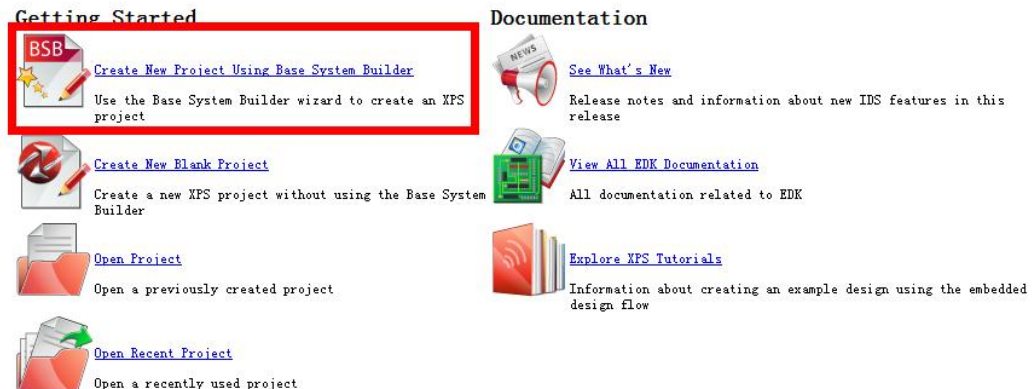 Getting Started
BSB
Create New Project Using Base System Builder
Use the Base System Builder wizard to create an XPS
project
Create New Blank Project
Create a new XPS project without using the Base System
Builder
Open Project
Open a previously created project
Open Recent Project
Open a recently used project
Documentation
NEWS
See What's New
Release notes and information about new IDS features in this
release
View All EDK Documentation
All documentation related to EDK
Explore XPS Tutorials
Information about creating an example design using the embedded
design flow